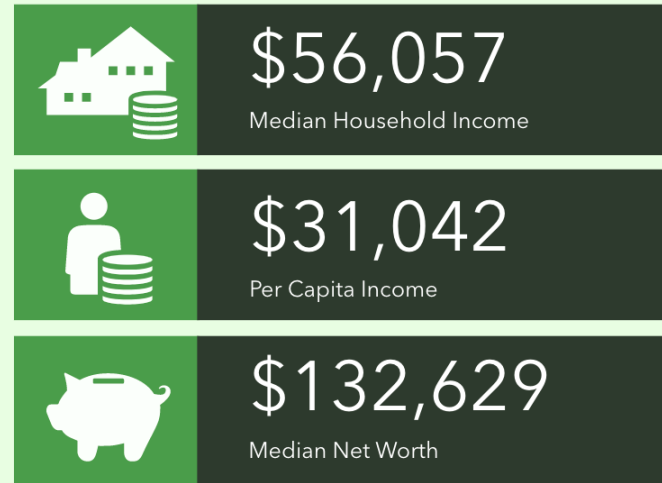 $56,057
Median Household Income
$31,042
Per Capita Income
$132,629
Median Net Worth